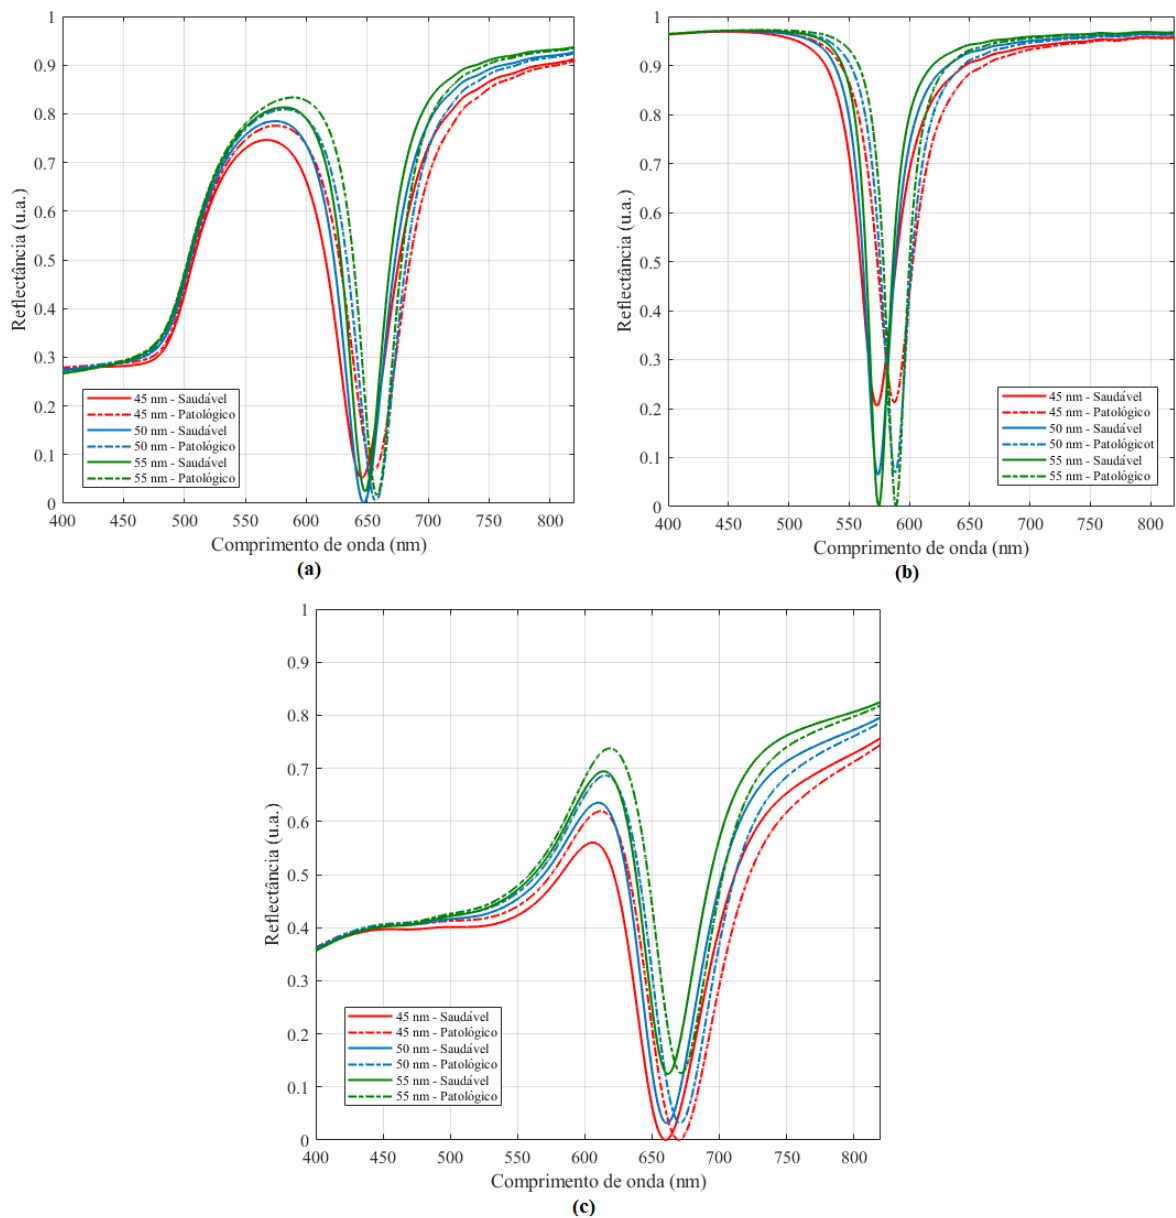 1
0.9
0.8
0.7
0.6
0.5
0.4
0.3
0.2
0.1
0
Reflectância (u.a.)
45 nm - Saudável
45 nm - Patológico
50 nm - Saudável
50 nm - Patológico
55 nm - Saudável
55 nm - Patológico
400 450 500 550 600 650 700 750 800
Comprimento de onda (nm)
(a)
1
0.9
0.8
0.7
0.6
0.5
0.4
0.3
0.2
0.1
0
Reflectância (u.a.)
45 nm - Saudável
45 nm - Patológico
50 nm - Saudável
50 nm - Patológicot
55 nm - Saudável
55 nm - Patológico
400 450 500 550 600 650 700 750 800
Comprimento de onda (nm)
(b)
1
0.9
0.8
0.7
0.6
0.5
0.4
0.3
0.2
0.1
0
Reflectância (u.a.)
45 nm - Saudável
45 nm - Patológico
50 nm - Saudável
50 nm - Patológico
55 nm - Saudável
55 nm - Patológico
400 450 500 550 600 650 700 750 800
Comprimento de onda (nm)
(c)